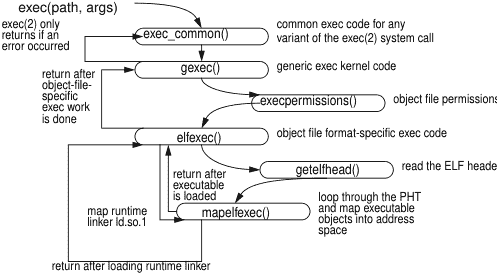 exec(path, args)
exec(2) only
returns if an
error occurred
exec_common()
common exec code for any
variant of the exec(2) system call
gexec()
generic exec kernel code
return after
object-file-
specific
exec work
is done
execpermissions()
object file permissions
elfexec()
object file format-specific exec code
getelfhead()
read the ELF heade
return after
executable
is loaded
map runtime
linker ld.so.1
mapelfexec()
loop through the PHT
and map executable
objects into address
space
return after loading runtime linker